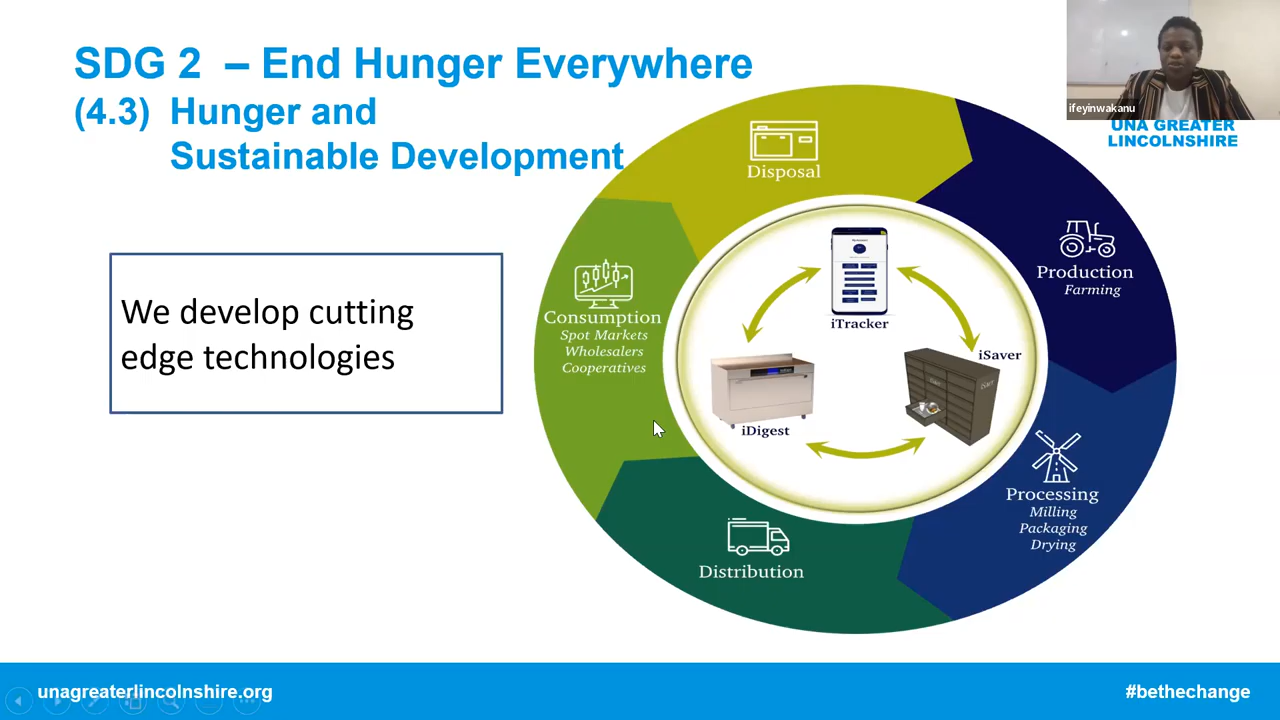 SDG 2 – End Hunger Everywhere
(4.3) Hunger and
Sustainable Development
ifeyinwakanu
UNA GREATER
LINCOLNSHIRE
We develop cutting
edge technologies
Disposal
Production
Farming
Processing
Milling
Packaging
Drying
Distribution
Consumption
Spot Markets
Wholesalers
Cooperatives
iTracker
iSaver
iDigest
unagreaterlincolnshire.org
#bethechange